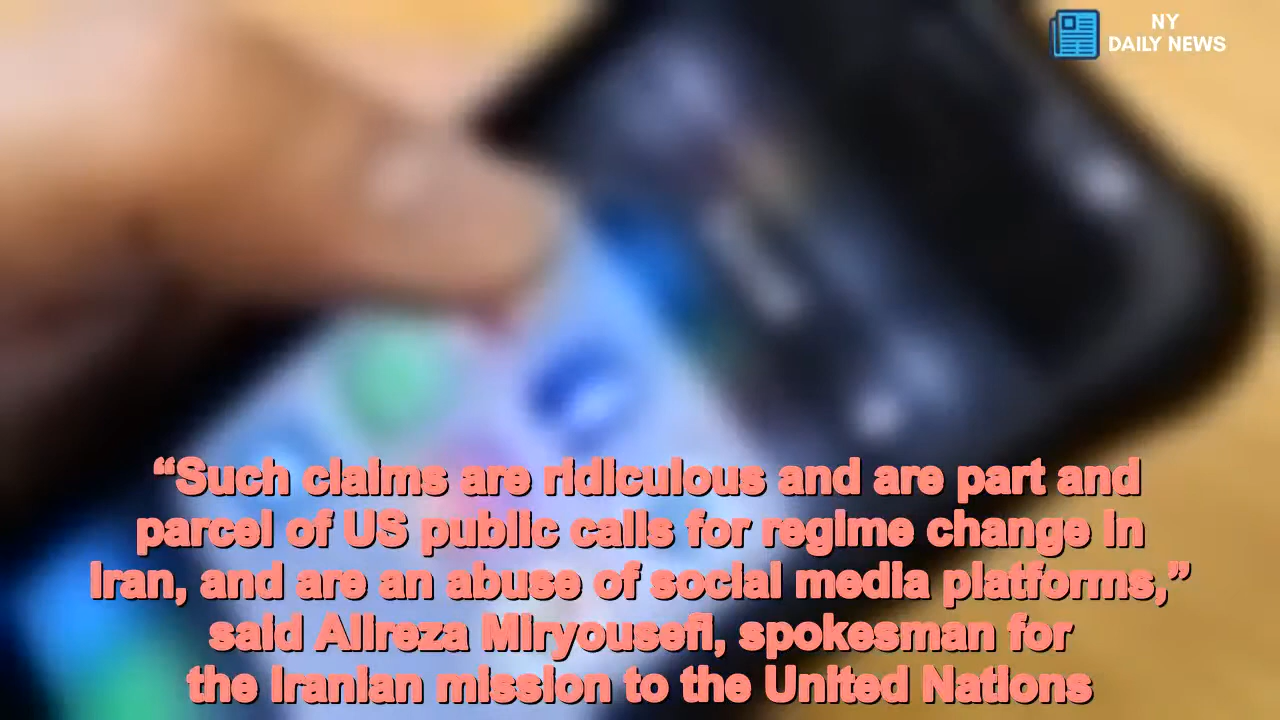 NY
DAILY NEWS
“Such claims are ridiculous and are part and
parcel of US public calls for regime change in
Iran, and are an abuse of social media platforms,”
said Alireza Miryousefi, spokesman for
the Iranian mission to the United Nations